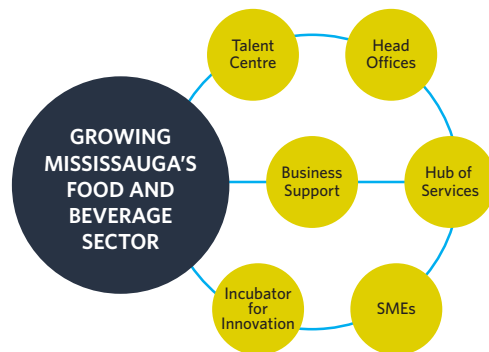 GROWING
MISSISSAUGA'S
FOOD AND
BEVERAGE
SECTOR
Talent
Centre
Head
Offices
Business
Support
Hub of
Services
Incubator
for
Innovation
SMEs